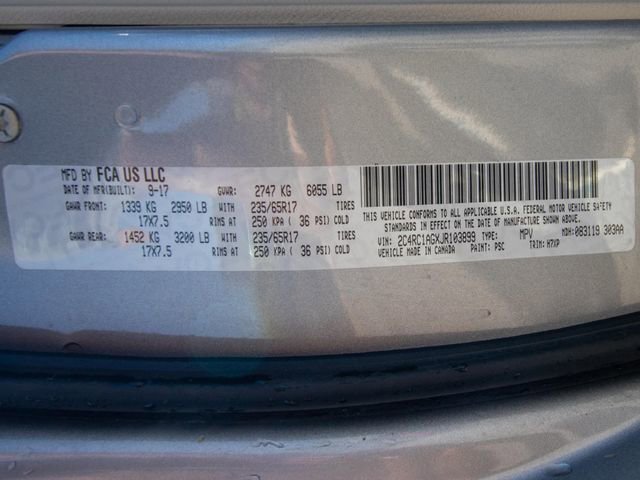 MFD BY FCA US LLC
DATE OF MFR(BUILT): 9-17 GVWR: 2747 KG 6055 LB
GAWR FRONT: 1339 KG 2950 LB WITH 235/65R17 TIRES
17X7.5 RIMS AT 250 KPA ( 36 PSI) COLD
GAWR REAR: 1452 KG 3200 LB WITH 235/65R17 TIRES
17X7.5 RIMS AT 250 KPA ( 36 PSI) COLD
THIS VEHICLE CONFORMS TO ALL APPLICABLE U.S.A. FEDERAL MOTOR VEHICLE SAFETY
STANDARDS IN EFFECT ON THE DATE OF MANUFACTURE SHOWN ABOVE.
VIN: 2C4RC1AGXJR103899 TYPE: MPV MDH: 083119 303AA
VEHICLE MADE IN CANADA PAINT: PSC TRIM: H7XP